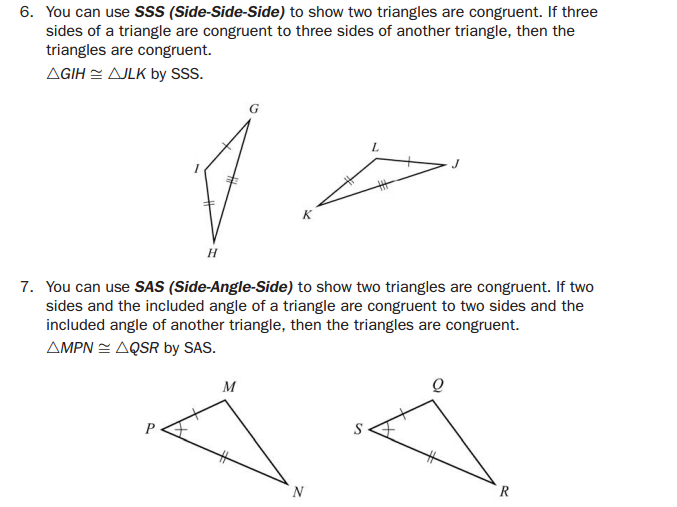 6. You can use SSS (Side-Side-Side) to show two triangles are congruent. If three
sides of a triangle are congruent to three sides of another triangle, then the
triangles are congruent.
△GIH ≅ △JLK by SSS.
G
L
I
J
K
H
7. You can use SAS (Side-Angle-Side) to show two triangles are congruent. If two
sides and the included angle of a triangle are congruent to two sides and the
included angle of another triangle, then the triangles are congruent.
△MPN ≅ △QSR by SAS.
M
Q
P
S
N
R